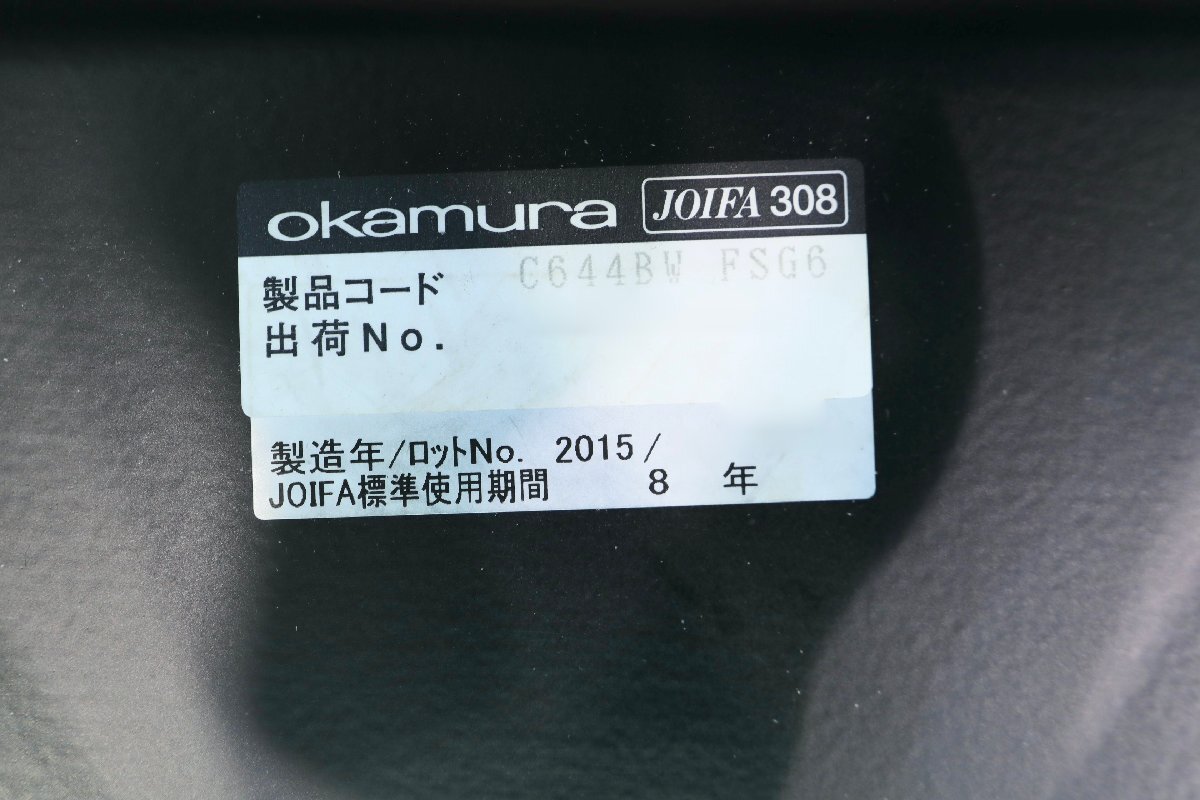 okamura JOIFA 308
製品コード C644BW FSG6
出荷No.
製造年/ロットNo. 2015/
JOIFA標準使用期間 8 年